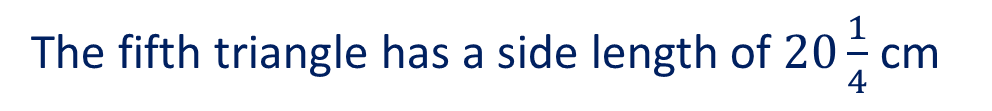 The fifth triangle has a side length of 20 1/4 cm